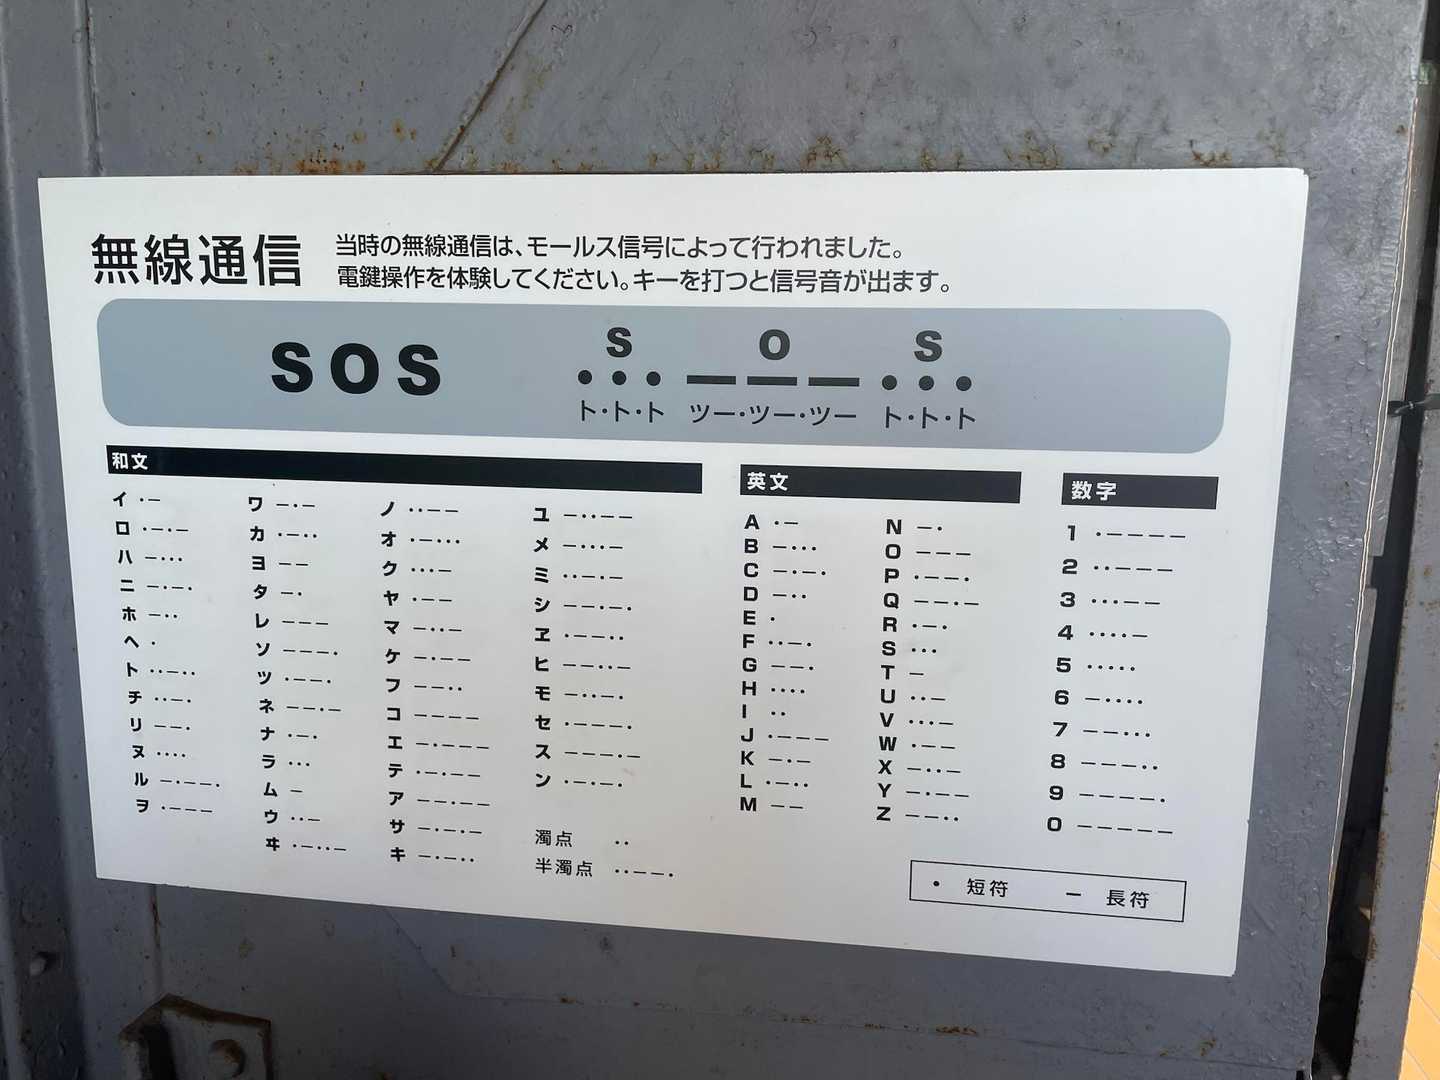 無線通信
当時の無線通信は、モールス信号によって行われました。
電鍵操作を体験してください。キーを打つと信号音が出ます。
SOS
S O S
••• ——— •••
ト・ト・ト ツー・ツー・ツー ト・ト・ト
和文
イ ·−
ロ ·−·−
ハ −···
ニ −·−·
ホ −··
ヘ ·
ト ··−··
チ ··−·
リ −−·
ヌ ····
ル −·−−·
ヲ ·−−−
ワ −·−
カ ·−··
ヨ −−
タ −·
レ −−−
ソ −−−·
ツ ·−−·
ネ −−·−
ナ ·−·
ラ ···
ム −
ウ ··−
ヰ ·−··−
ノ ··−−
オ ·−···
ク ···−
ヤ ·−−
マ −··−
ケ −·−−
フ −−··
コ −−−−
エ −·−−−
テ ·−·−−
ア −−·−−
サ −·−·−
キ −·−··
ユ −··−−
メ −···−
ミ ··−·−
シ −−·−·
ヱ ·−−··
ヒ −−··−
モ −··−·
セ ·−−−·
ス −−−·−
ン ·−·−·
濁点 ··
半濁点 ··−−·
英文
A ·−
B −···
C −·−·
D −··
E ·
F ··−·
G −−·
H ····
I ··
J ·−−−
K −·−
L ·−··
M −−
N −·
O −−−
P ·−−·
Q −−·−
R ·−·
S ···
T −
U ··−
V ···−
W ·−−
X −··−
Y −·−−
Z −−··
数字
1 ·−−−−
2 ··−−−
3 ···−−
4 ····−
5 ·····
6 −····
7 −−···
8 −−−··
9 −−−−·
0 −−−−−
· 短符 − 長符